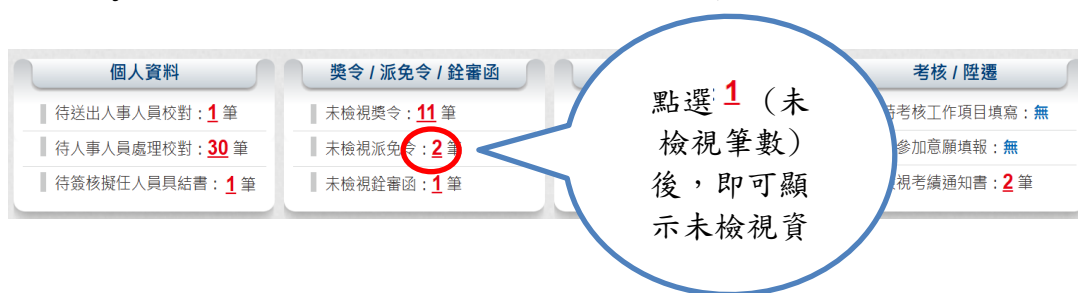 個人資料
待送出人事人員校對：1 筆
待人事人員處理校對：30 筆
待簽核擬任人員具結書：1 筆
獎令 / 派免令 / 銓審函
未檢視獎令：11 筆
未檢視派免令：2 筆
未檢視銓審函：1 筆
點選 1 （未
檢視筆數）
後，即可顯
示未檢視資
考核 / 陞遷
考核工作項目填寫：無
參加意願填報：無
視考績通知書：2 筆